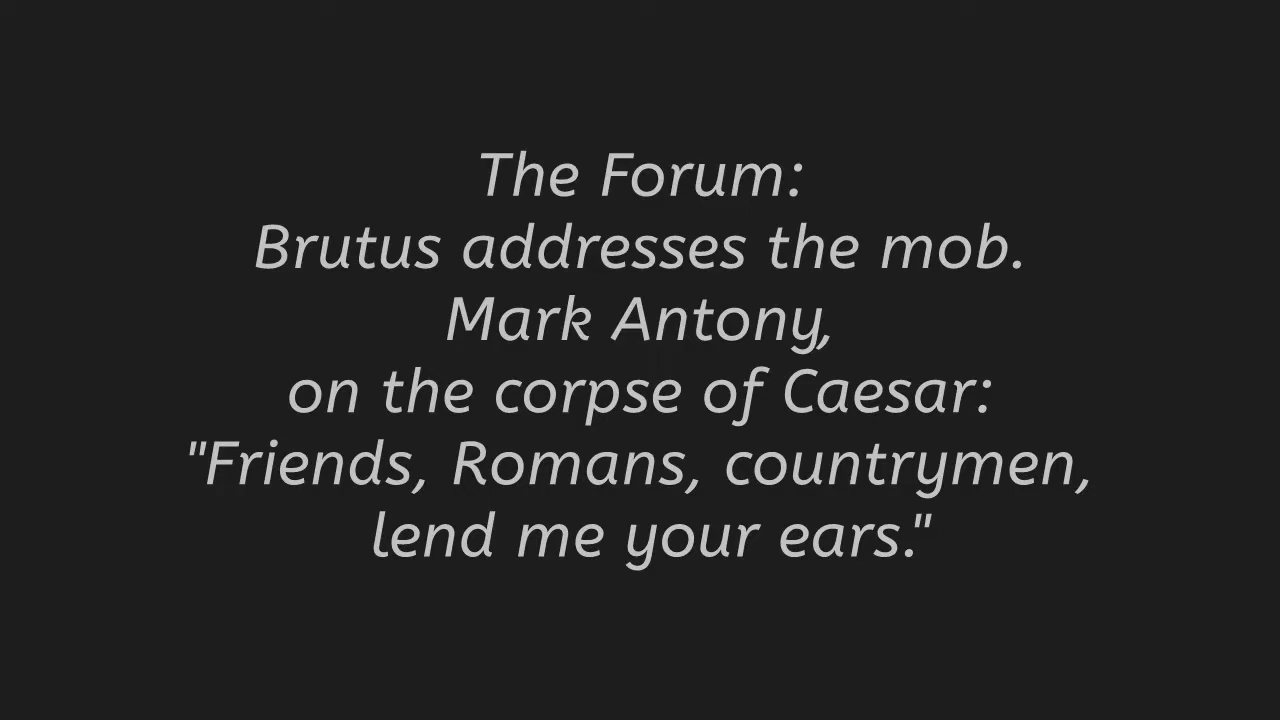 The Forum:
Brutus addresses the mob.
Mark Antony,
on the corpse of Caesar:
"Friends, Romans, countrymen,
lend me your ears."